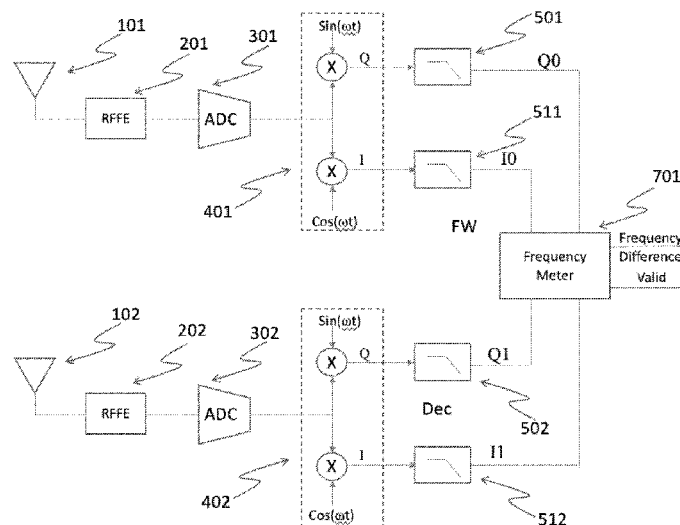 101
201
301
Sin(ωt)
501
Q
Q0
X
RFFE
ADC
511
I
I0
X
401
701
Cos(ωt)
FW
Frequency
Meter
Frequency
Difference
Valid
102
202
302
Sin(ωt)
Q
Q1
X
RFFE
ADC
Dec
502
I
I1
X
402
Cos(ωt)
512